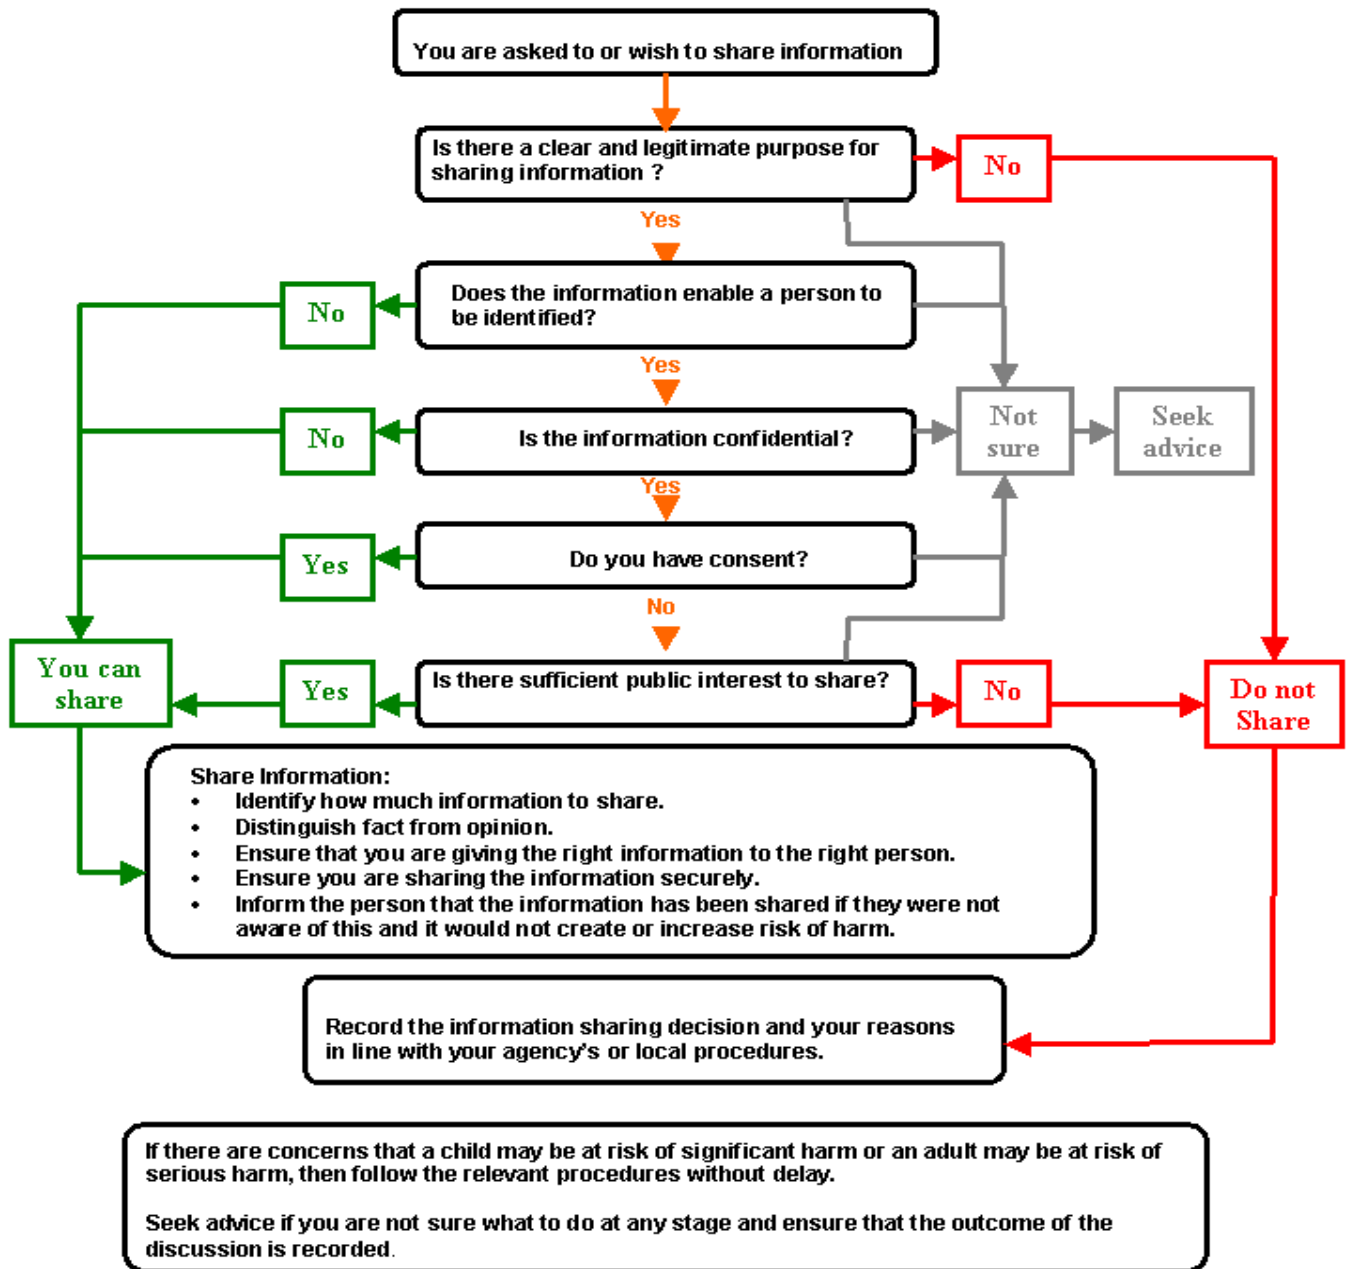 You are asked to or wish to share information
Is there a clear and legitimate purpose for
sharing information ?
No
Yes
Does the information enable a person to
be identified?
No
Yes
Is the information confidential?
No
Not
sure
Seek
advice
Yes
Do you have consent?
Yes
No
Is there sufficient public interest to share?
Yes
You can
share
No
Do not
Share
Share Information:
• Identify how much information to share.
• Distinguish fact from opinion.
• Ensure that you are giving the right information to the right person.
• Ensure you are sharing the information securely.
• Inform the person that the information has been shared if they were not
aware of this and it would not create or increase risk of harm.
Record the information sharing decision and your reasons
in line with your agency's or local procedures.
If there are concerns that a child may be at risk of significant harm or an adult may be at risk of
serious harm, then follow the relevant procedures without delay.
Seek advice if you are not sure what to do at any stage and ensure that the outcome of the
discussion is recorded.